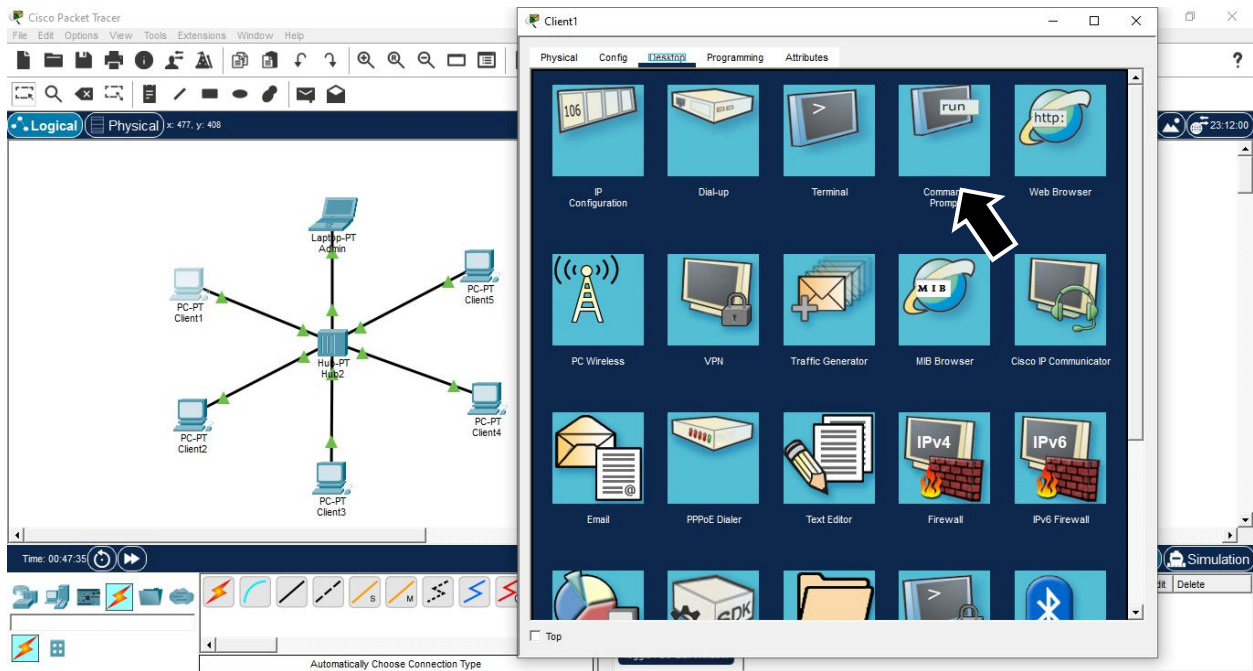 Cisco Packet Tracer
File Edit Options View Tools Extensions Window Help
Logical
Physical
x: 477, y: 408
Laptop-PT
Admin
PC-PT
Client1
PC-PT
Client5
Hub-PT
Hub2
PC-PT
Client2
PC-PT
Client4
PC-PT
Client3
Time: 00:47:35
S
M
Automatically Choose Connection Type
Client1
Physical Config Desktop Programming Attributes
106
>
run
http:
IP
Configuration
Dial-up
Terminal
Web Browser
MIB
PC Wireless
VPN
Traffic Generator
MIB Browser
Cisco IP Communicator
@
IPv4
IPv6
Email
PPPoE Dialer
Text Editor
Firewall
IPv6 Firewall
SDK
>
Top
?
23:12:00
Simulation
Delete